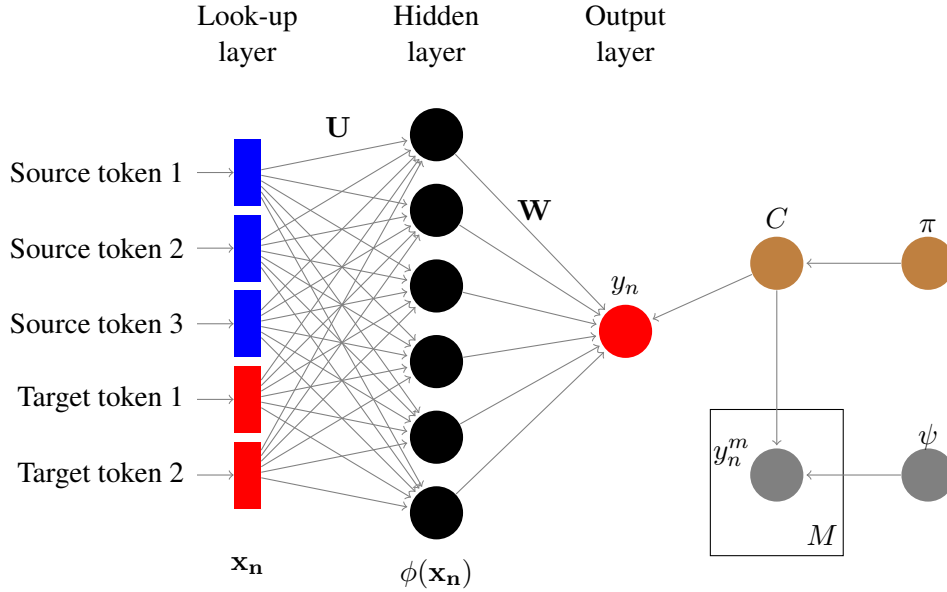 Look-up
layer
Hidden
layer
Output
layer
U
Source token 1
Source token 2
Source token 3
Target token 1
Target token 2
W
y_n
C
π
y_n^m
ψ
M
x_n
ϕ(x_n)